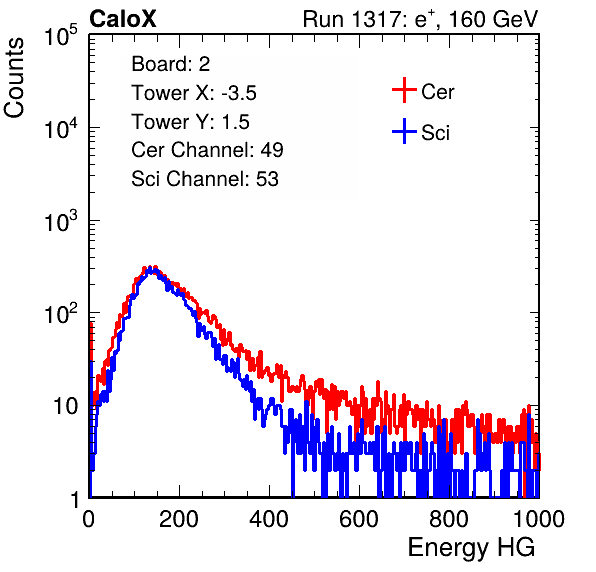 CaloX Run 1317: e⁺, 160 GeV
Counts
Board: 2
Tower X: -3.5
Tower Y: 1.5
Cer Channel: 49
Sci Channel: 53
Cer
Sci
10⁵
10⁴
10³
10²
10
1
0 200 400 600 800 1000
Energy HG